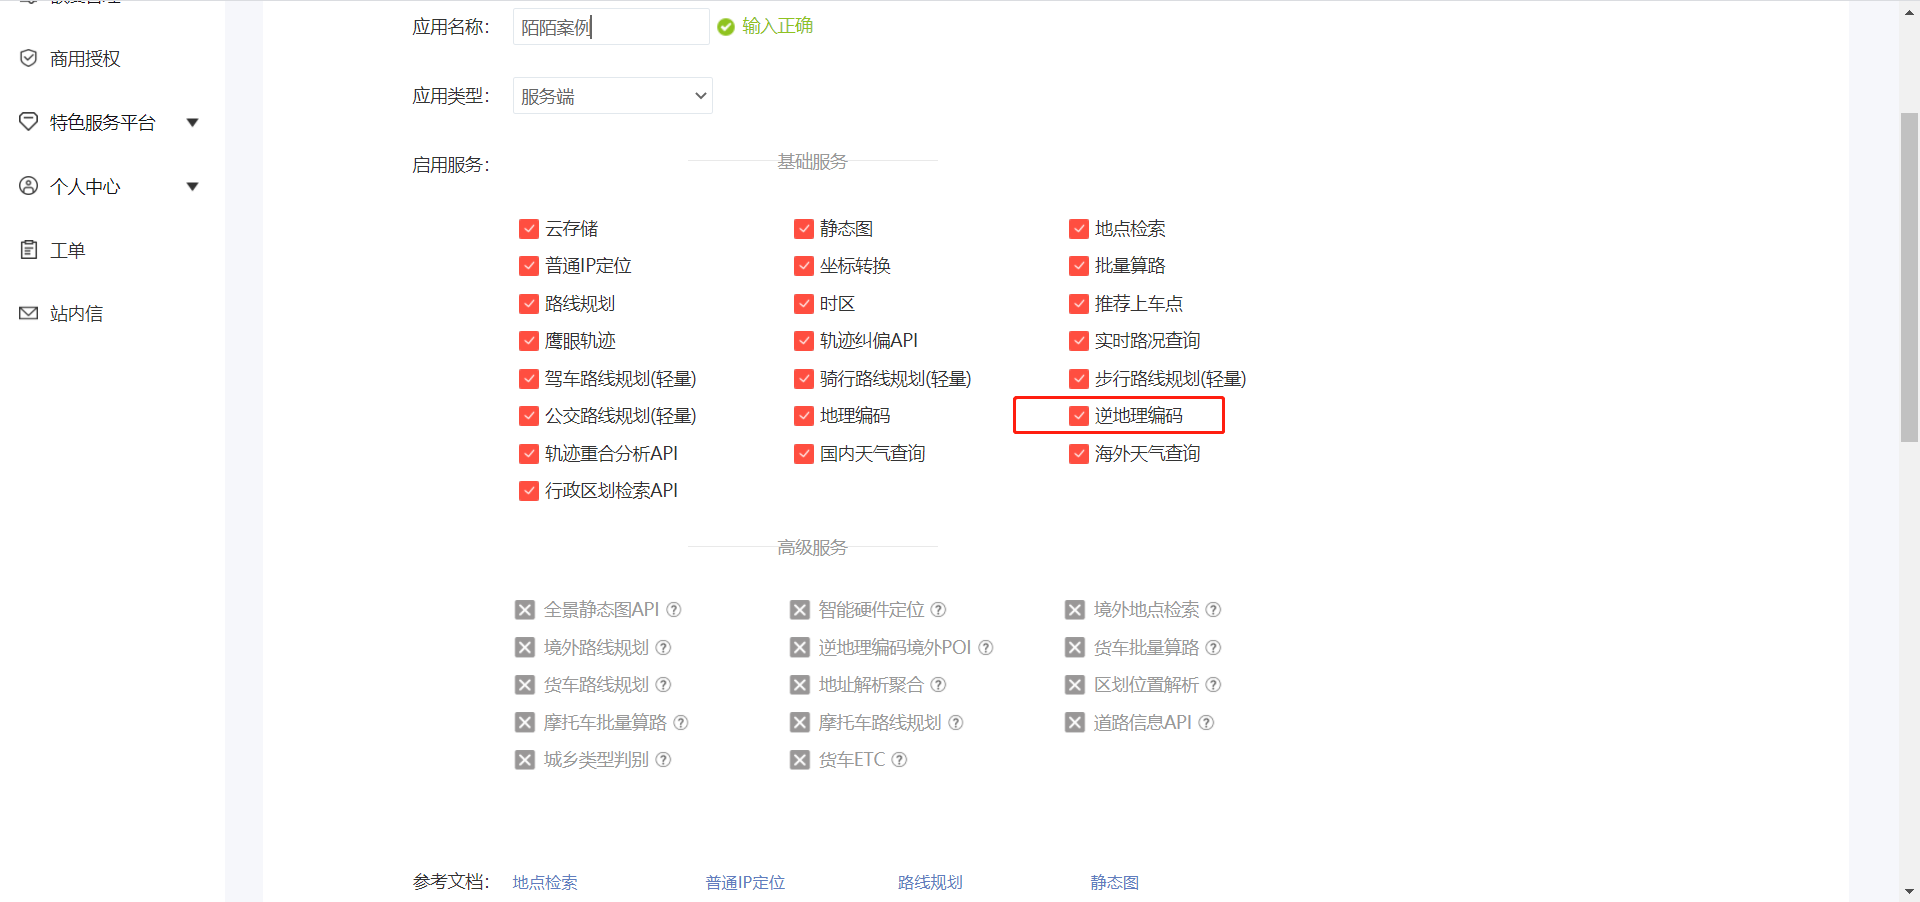 商用授权
特色服务平台
个人中心
工单
站内信
应用名称： 陌陌案例 输入正确
应用类型： 服务端
启用服务： 基础服务
云存储 静态图 地点检索
普通IP定位 坐标转换 批量算路
路线规划 时区 推荐上车点
鹰眼轨迹 轨迹纠偏API 实时路况查询
驾车路线规划(轻量) 骑行路线规划(轻量) 步行路线规划(轻量)
公交路线规划(轻量) 地理编码 逆地理编码
轨迹重合分析API 国内天气查询 海外天气查询
行政区划检索API
高级服务
全景静态图API 智能硬件定位 境外地点检索
境外路线规划 逆地理编码境外POI 货车批量算路
货车路线规划 地址解析聚合 区划位置解析
摩托车批量算路 摩托车路线规划 道路信息API
城乡类型判别 货车ETC
参考文档： 地点检索 普通IP定位 路线规划 静态图